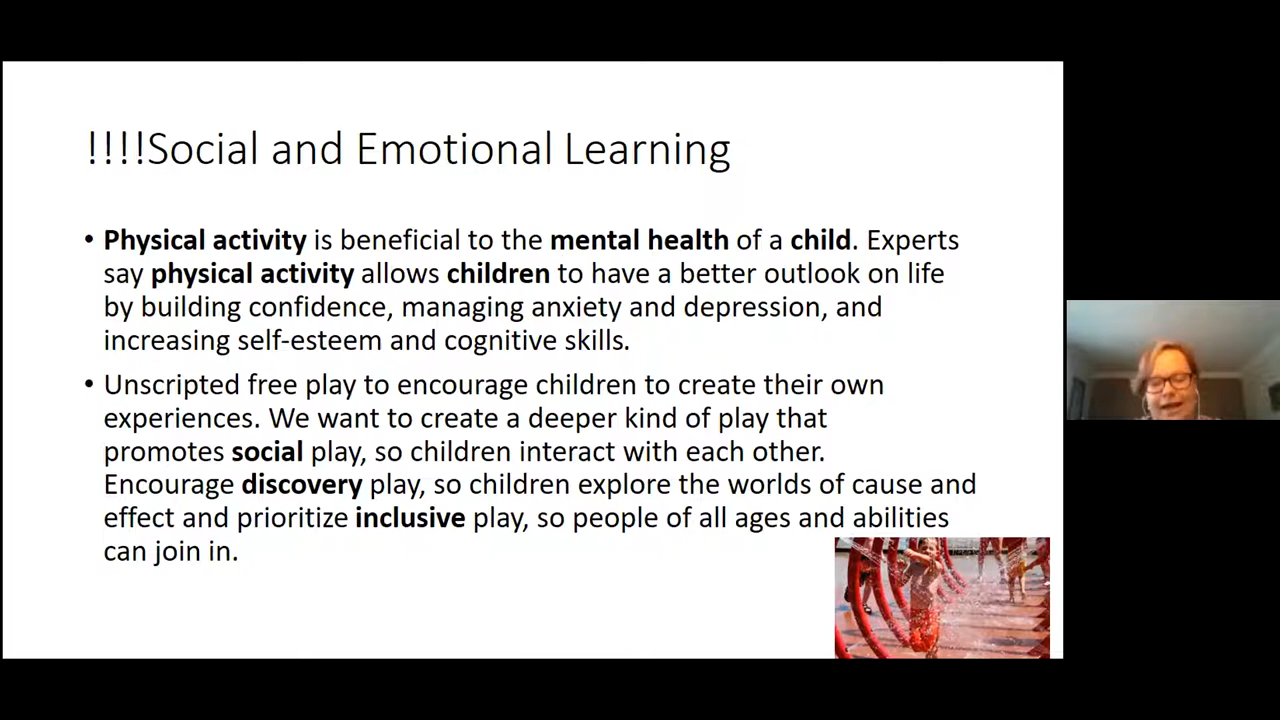 !!!!Social and Emotional Learning
• Physical activity is beneficial to the mental health of a child. Experts
say physical activity allows children to have a better outlook on life
by building confidence, managing anxiety and depression, and
increasing self-esteem and cognitive skills.
• Unscripted free play to encourage children to create their own
experiences. We want to create a deeper kind of play that
promotes social play, so children interact with each other.
Encourage discovery play, so children explore the worlds of cause and
effect and prioritize inclusive play, so people of all ages and abilities
can join in.